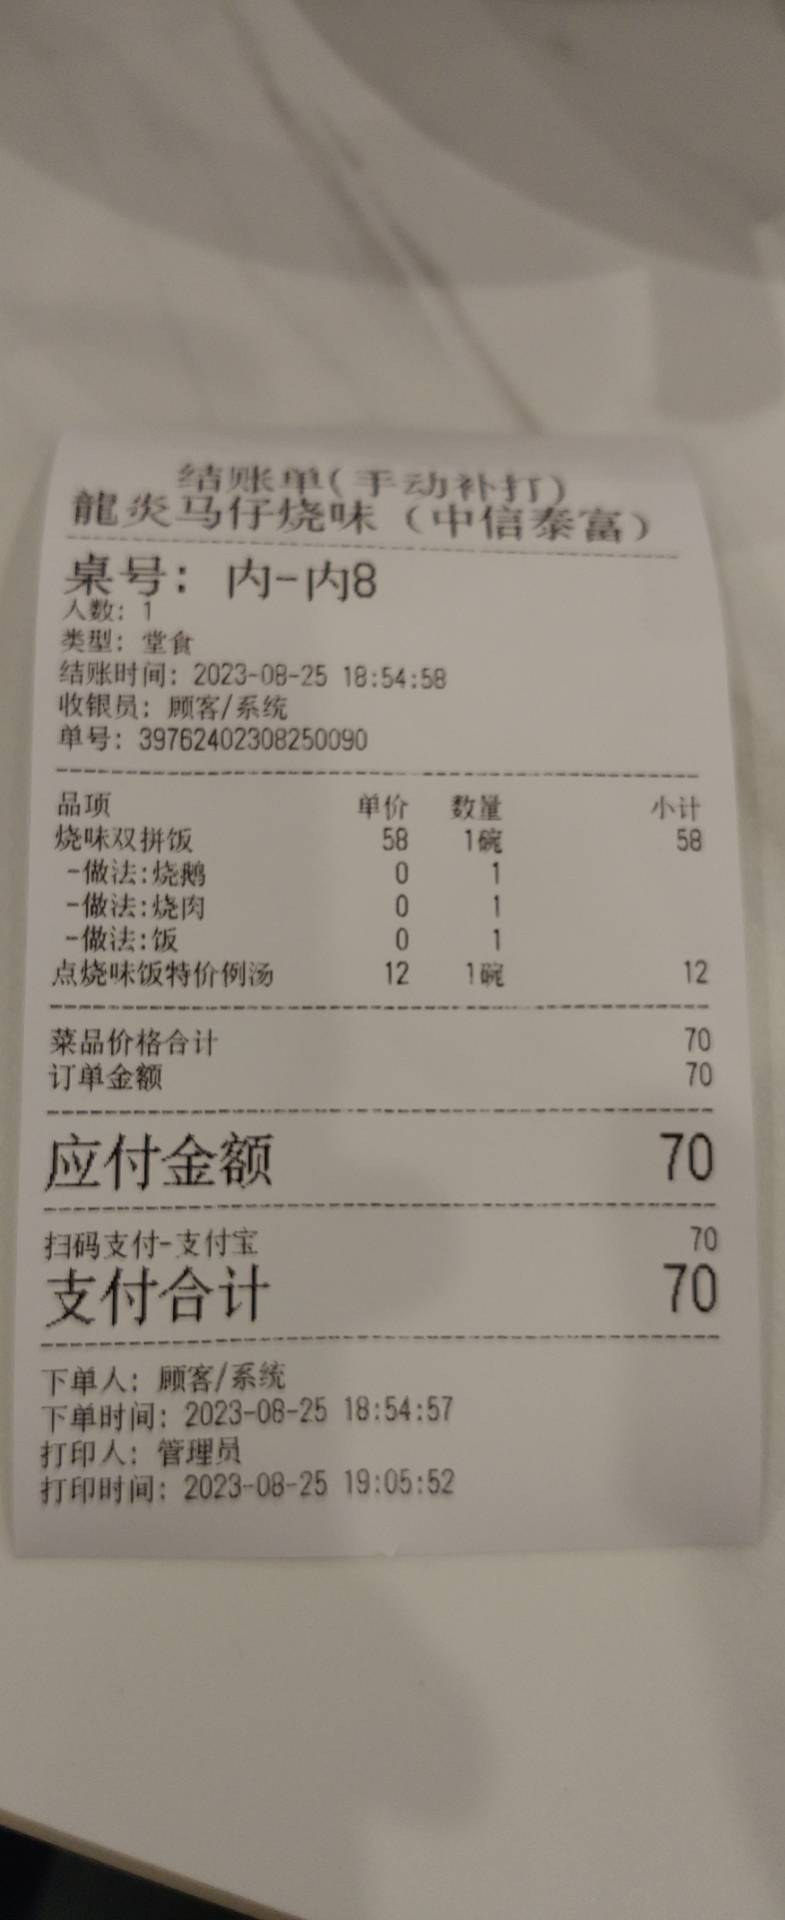 结账单(手动补打)
龍炎马仔烧味（中信泰富）
桌号: 内-内8
人数: 1
类型: 堂食
结账时间: 2023-08-25 18:54:58
收银员: 顾客/系统
单号: 39762402308250090
品项 单价 数量 小计
烧味双拼饭 58 1碗 58
-做法:烧鹅 0 1
-做法:烧肉 0 1
-做法:饭 0 1
点烧味饭特价例汤 12 1碗 12
菜品价格合计 70
订单金额 70
应付金额 70
扫码支付-支付宝 70
支付合计 70
下单人: 顾客/系统
下单时间: 2023-08-25 18:54:57
打印人: 管理员
打印时间: 2023-08-25 19:05:52